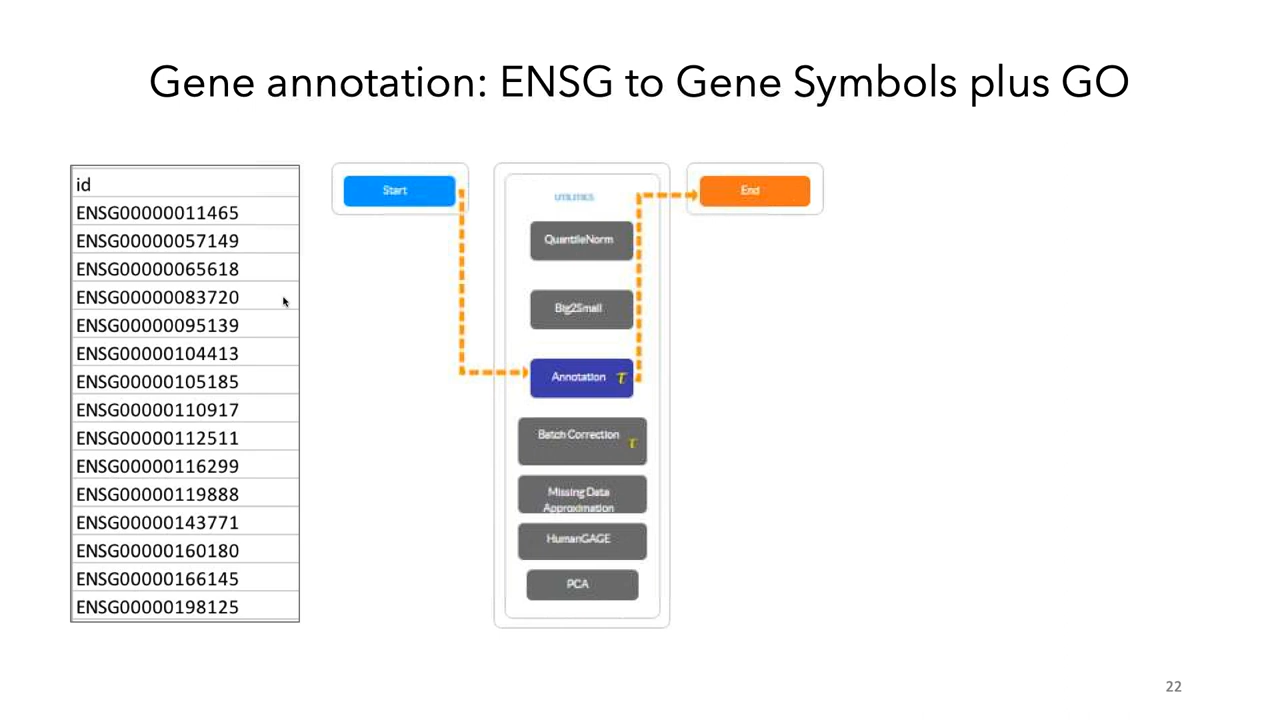 Gene annotation: ENSG to Gene Symbols plus GO
id
ENSG00000011465
ENSG00000057149
ENSG00000065618
ENSG00000083720
ENSG00000095139
ENSG00000104413
ENSG00000105185
ENSG00000110917
ENSG00000112511
ENSG00000116299
ENSG00000119888
ENSG00000143771
ENSG00000160180
ENSG00000166145
ENSG00000198125
Start
UTILITIES
QuantileNorm
Big2Small
Annotation τ
Batch Correction τ
Missing Data
Approximation
HumanGAGE
PCA
End
22